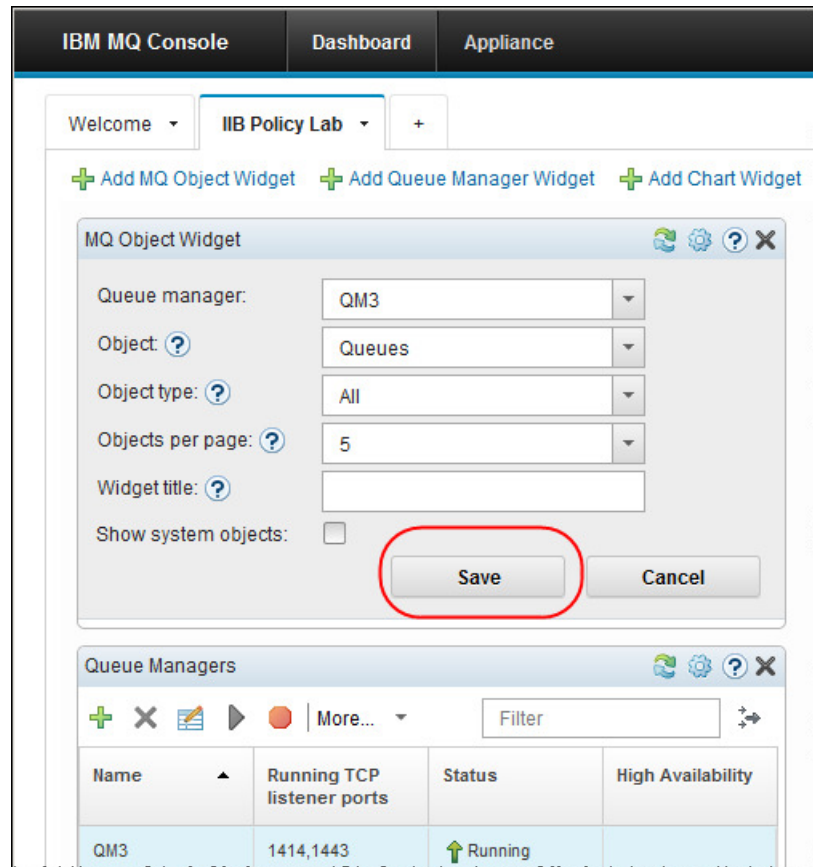 IBM MQ Console Dashboard Appliance
Welcome IIB Policy Lab +
Add MQ Object Widget Add Queue Manager Widget Add Chart Widget
MQ Object Widget
Queue manager: QM3
Object: ? Queues
Object type: ? All
Objects per page: ? 5
Widget title: ?
Show system objects:
Save Cancel
Queue Managers
More... Filter
Name Running TCP listener ports Status High Availability
QM3 1414,1443 Running